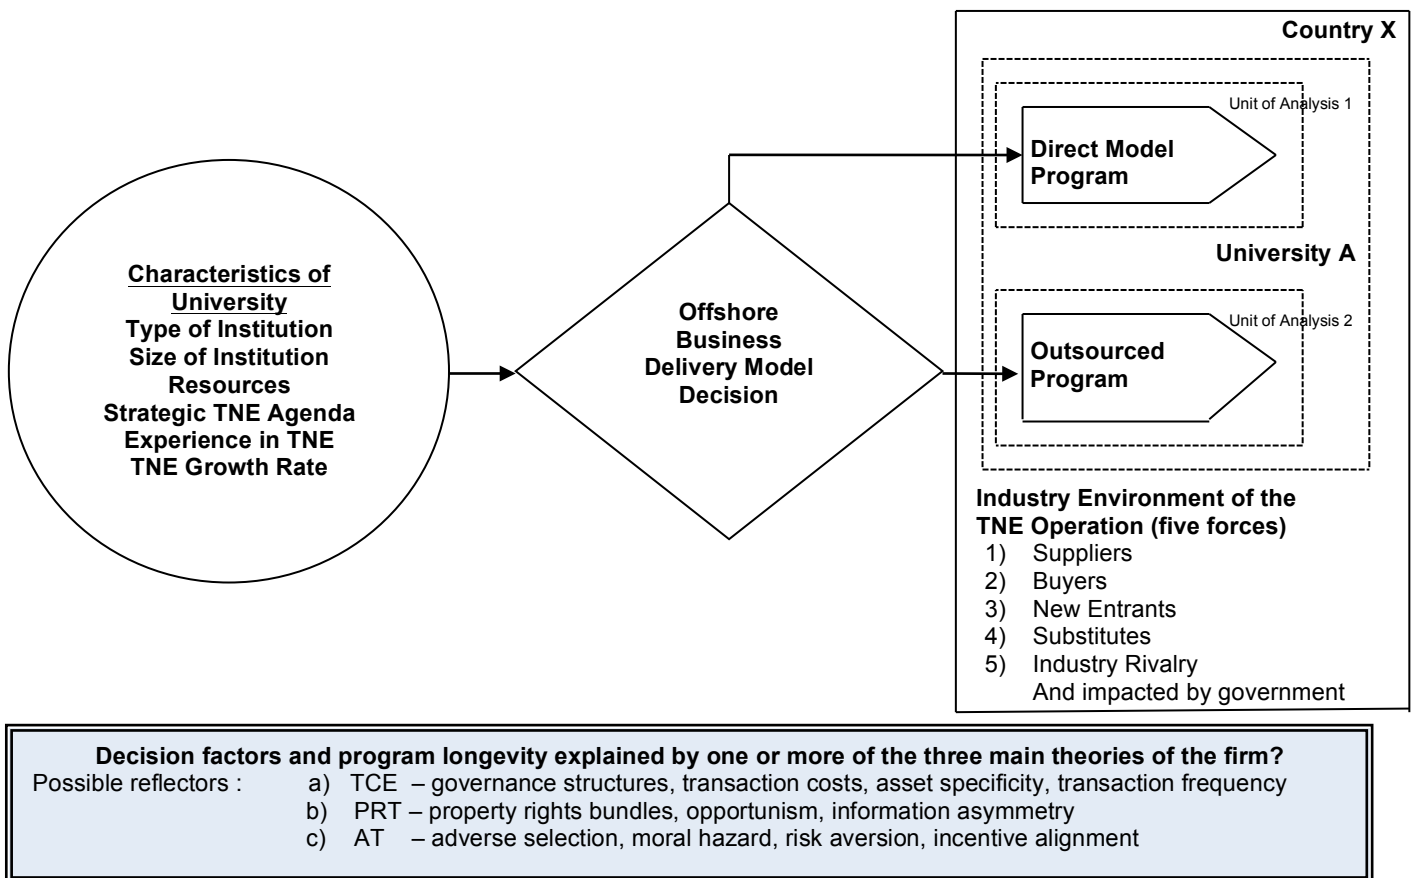 Characteristics of
University
Type of Institution
Size of Institution
Resources
Strategic TNE Agenda
Experience in TNE
TNE Growth Rate
Offshore
Business
Delivery Model
Decision
Country X
Unit of Analysis 1
Direct Model
Program
University A
Unit of Analysis 2
Outsourced
Program
Industry Environment of the
TNE Operation (five forces)
1) Suppliers
2) Buyers
3) New Entrants
4) Substitutes
5) Industry Rivalry
And impacted by government
Decision factors and program longevity explained by one or more of the three main theories of the firm?
Possible reflectors : a) TCE – governance structures, transaction costs, asset specificity, transaction frequency
b) PRT – property rights bundles, opportunism, information asymmetry
c) AT – adverse selection, moral hazard, risk aversion, incentive alignment